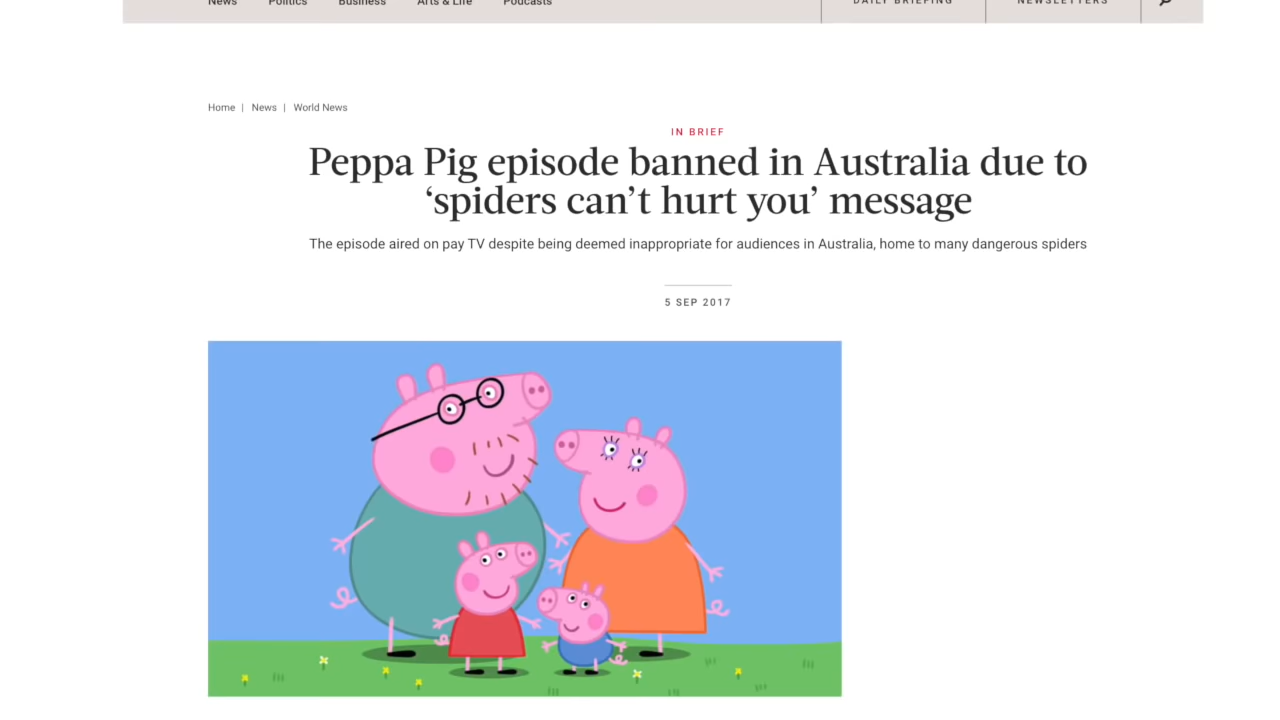 News Politics Business Arts & Life Podcasts DAILY BRIEFING NEWSLETTERS
Home | News | World News
IN BRIEF
Peppa Pig episode banned in Australia due to
‘spiders can’t hurt you’ message
The episode aired on pay TV despite being deemed inappropriate for audiences in Australia, home to many dangerous spiders
5 SEP 2017